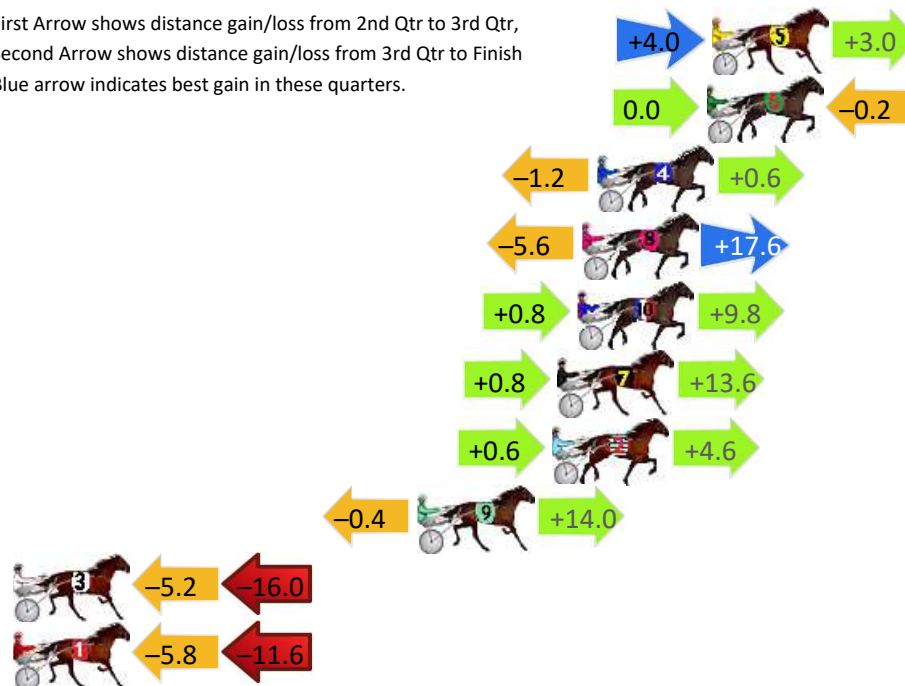 irst Arrow shows distance gain/loss from 2nd Qtr to 3rd Qtr,
Second Arrow shows distance gain/loss from 3rd Qtr to Finish
Blue arrow indicates best gain in these quarters.
+4.0 5 +3.0
0.0 6 –0.2
–1.2 4 +0.6
–5.6 8 +17.6
+0.8 10 +9.8
+0.8 7 +13.6
+0.6 2 +4.6
–0.4 9 +14.0
3 –5.2 –16.0
1 –5.8 –11.6